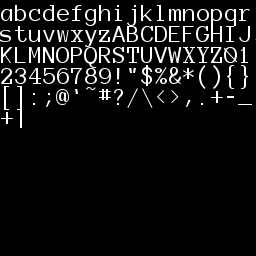 abcdefghijklmnopqr
stuvwxyzABCDEFGHIJ
KLMNOPQRSTUVWXYZ01
23456789!"$%&*(){}
[]:;@'~#?/\<>,.+-_
+|